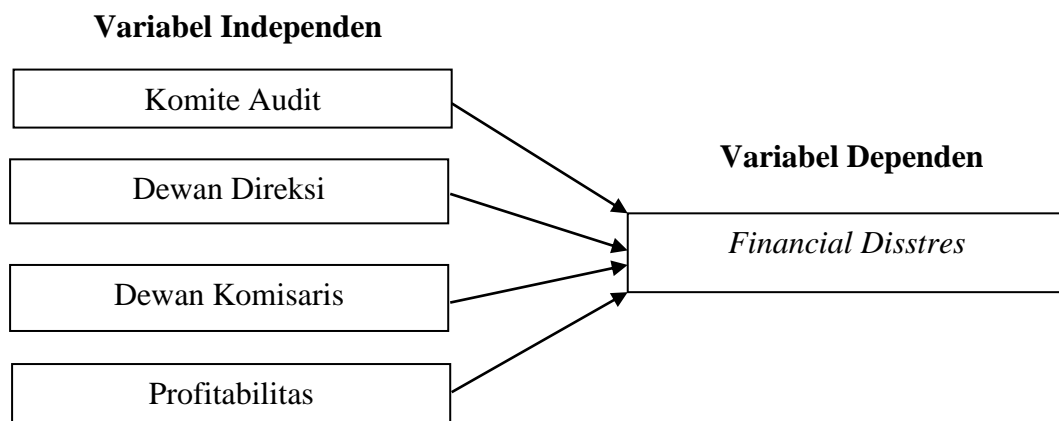 Variabel Independen
Komite Audit
Dewan Direksi
Dewan Komisaris
Profitabilitas
Variabel Dependen
Financial Disstres